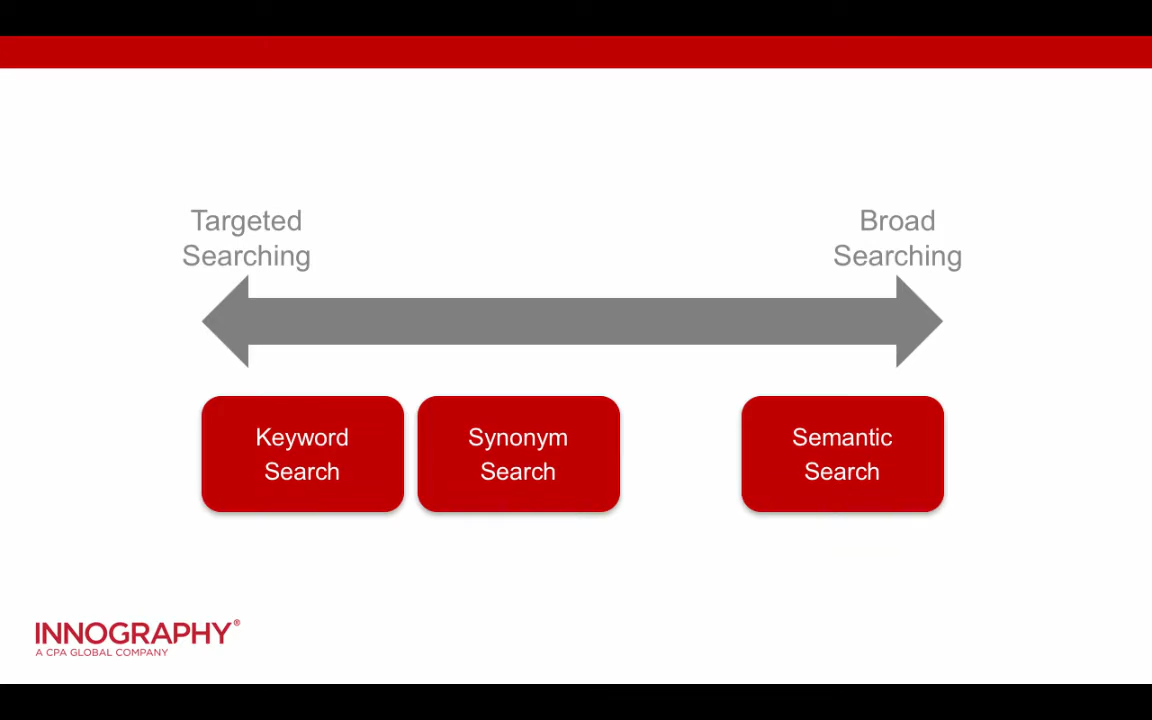 Targeted
Searching
Broad
Searching
Keyword
Search
Synonym
Search
Semantic
Search
INNOGRAPHY®
A CPA GLOBAL COMPANY